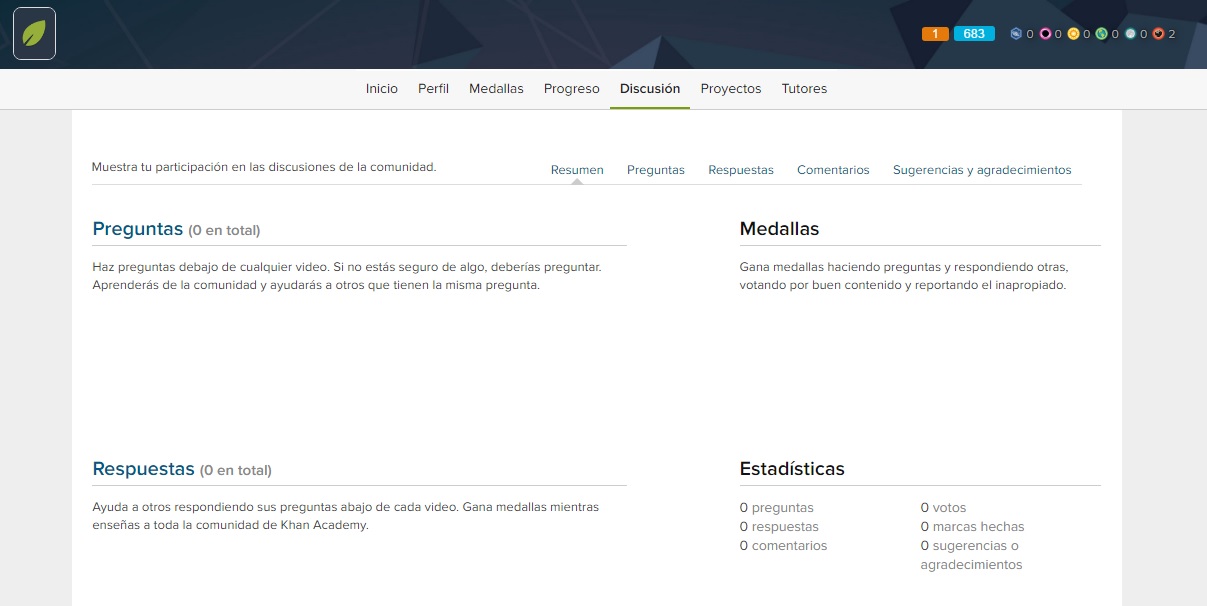 1 683 0 0 0 0 0 2
Inicio Perfil Medallas Progreso Discusión Proyectos Tutores
Muestra tu participación en las discusiones de la comunidad.
Resumen Preguntas Respuestas Comentarios Sugerencias y agradecimientos
Preguntas (0 en total)
Haz preguntas debajo de cualquier video. Si no estás seguro de algo, deberías preguntar.
Aprenderás de la comunidad y ayudarás a otros que tienen la misma pregunta.
Medallas
Gana medallas haciendo preguntas y respondiendo otras,
votando por buen contenido y reportando el inapropiado.
Respuestas (0 en total)
Ayuda a otros respondiendo sus preguntas abajo de cada video. Gana medallas mientras
enseñas a toda la comunidad de Khan Academy.
Estadísticas
0 preguntas
0 respuestas
0 comentarios
0 votos
0 marcas hechas
0 sugerencias o
agradecimientos